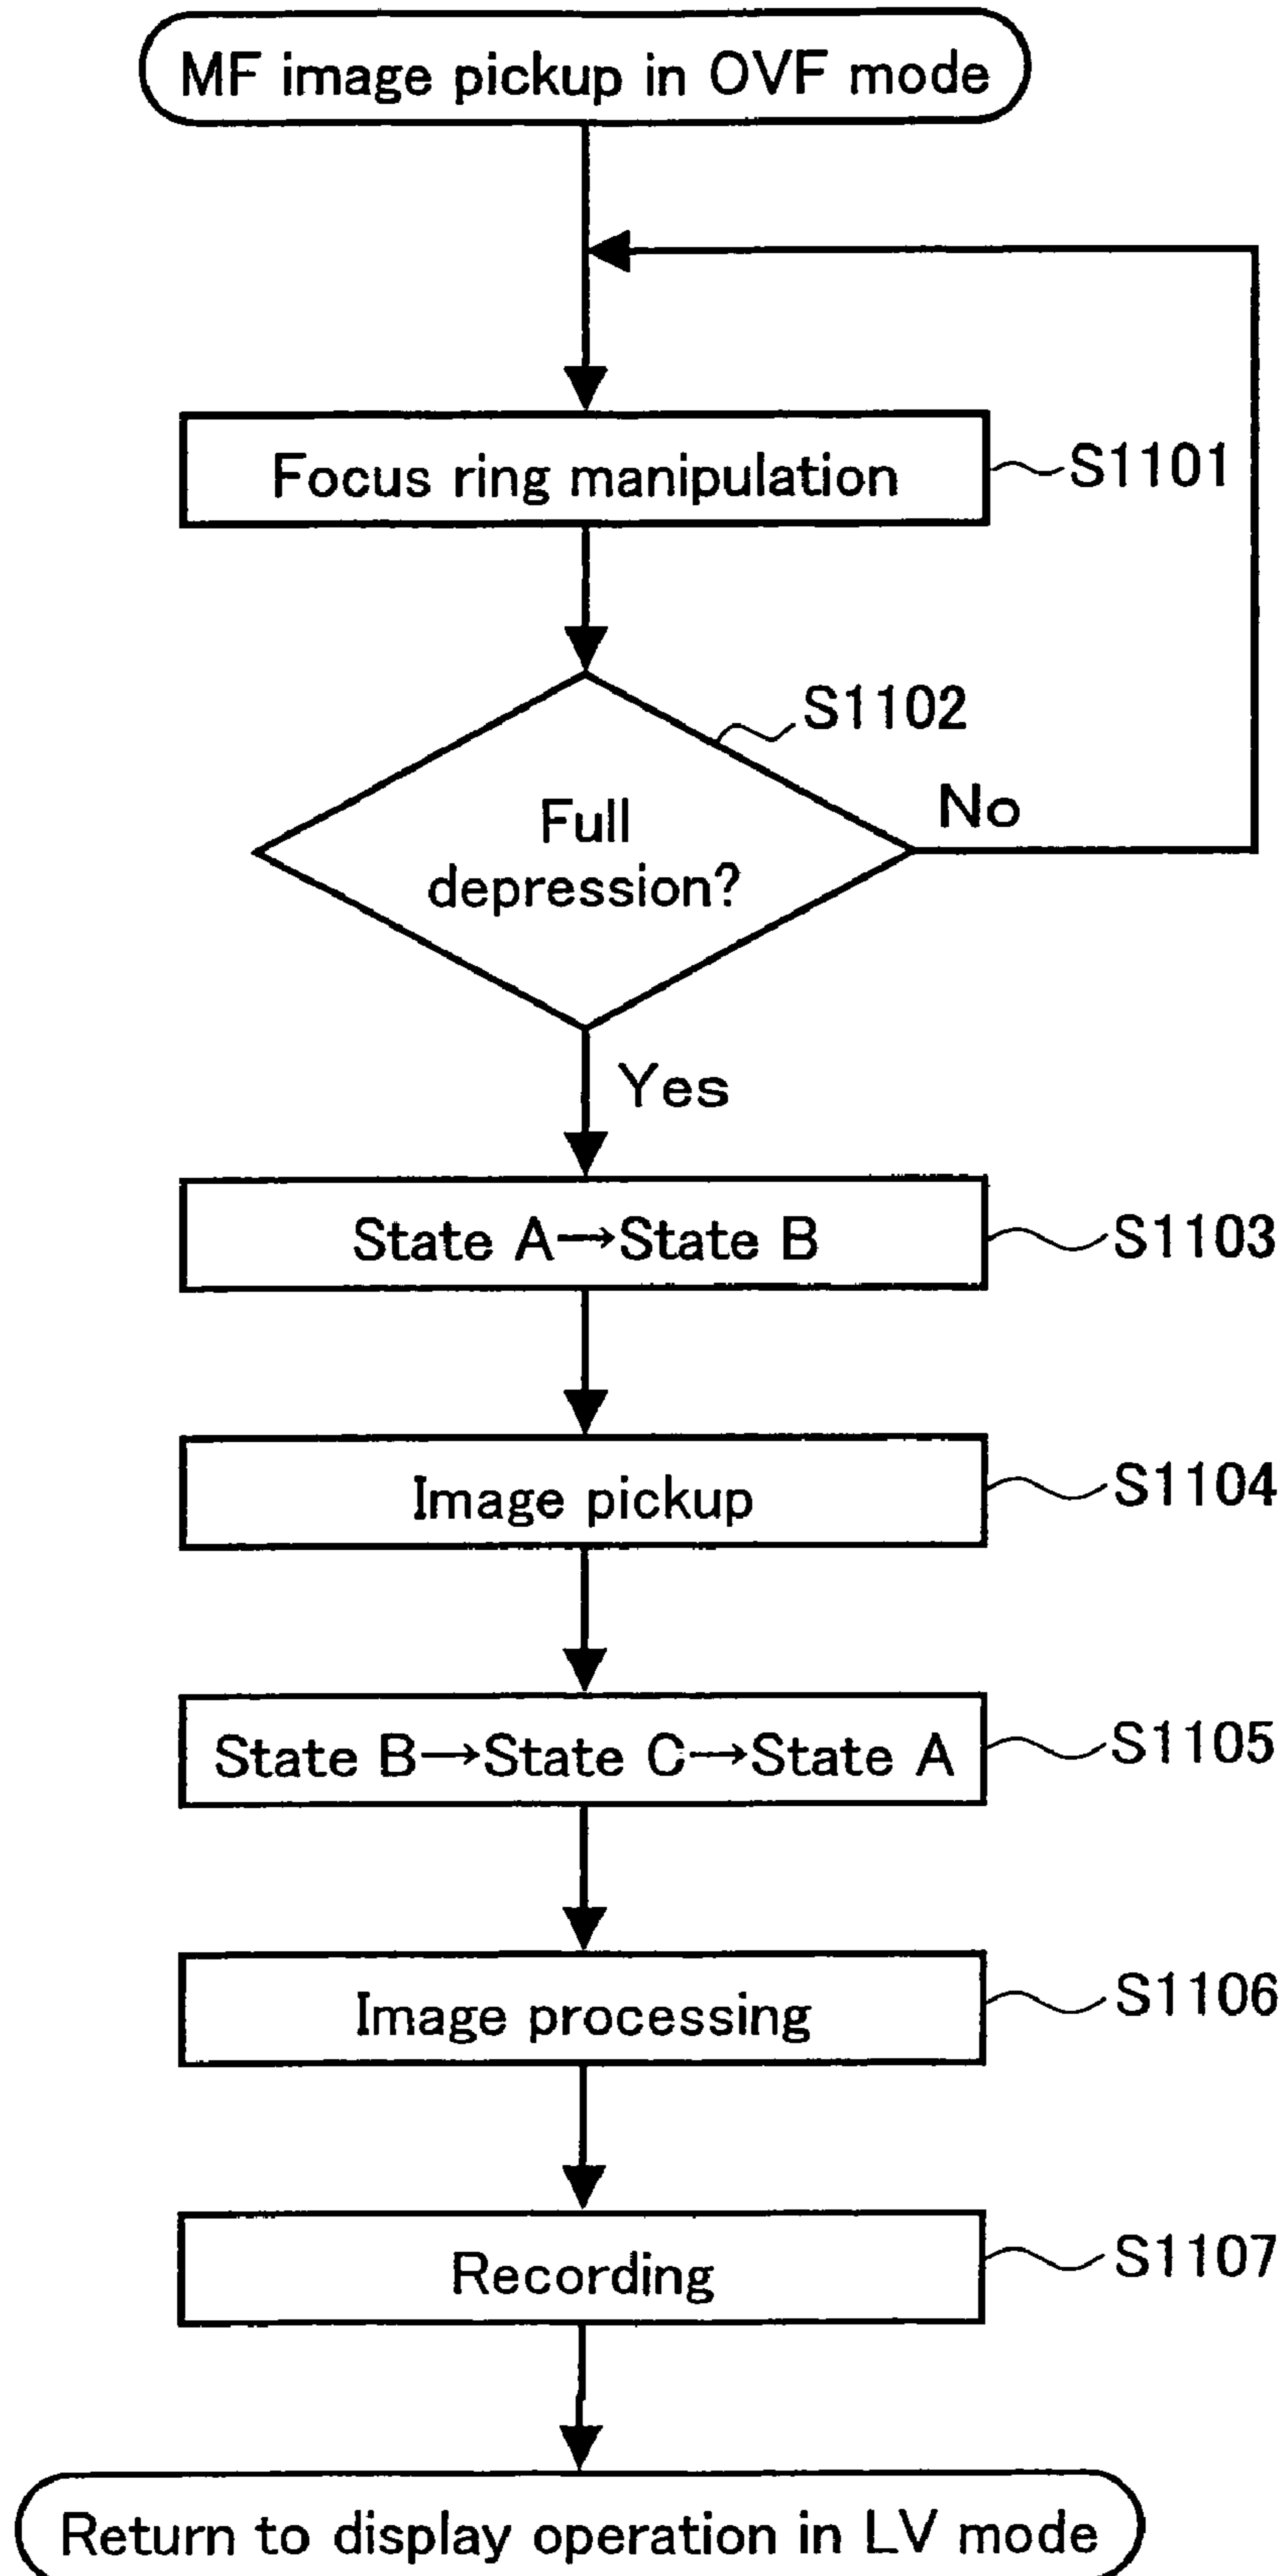 MF image pickup in OVF mode
Focus ring manipulation
S1101
S1102
Full
depression?
No
Yes
State A→State B
S1103
Image pickup
S1104
State B→State C→State A
S1105
Image processing
S1106
Recording
S1107
Return to display operation in LV mode